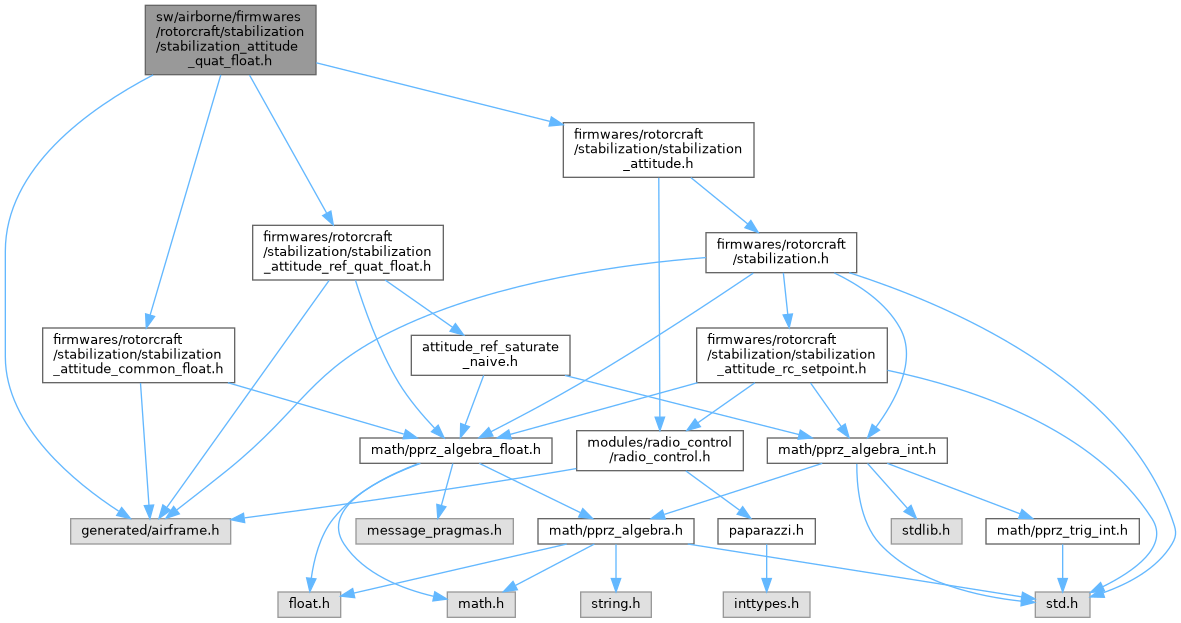 sw/airborne/firmwares
/rotorcraft/stabilization
/stabilization_attitude
_quat_float.h
firmwares/rotorcraft
/stabilization/stabilization
_attitude.h
firmwares/rotorcraft
/stabilization/stabilization
_attitude_ref_quat_float.h
firmwares/rotorcraft
/stabilization.h
firmwares/rotorcraft
/stabilization/stabilization
_attitude_common_float.h
attitude_ref_saturate
_naive.h
firmwares/rotorcraft
/stabilization/stabilization
_attitude_rc_setpoint.h
math/pprz_algebra_float.h
modules/radio_control
/radio_control.h
math/pprz_algebra_int.h
generated/airframe.h
message_pragmas.h
math/pprz_algebra.h
paparazzi.h
stdlib.h
math/pprz_trig_int.h
float.h
math.h
string.h
inttypes.h
std.h